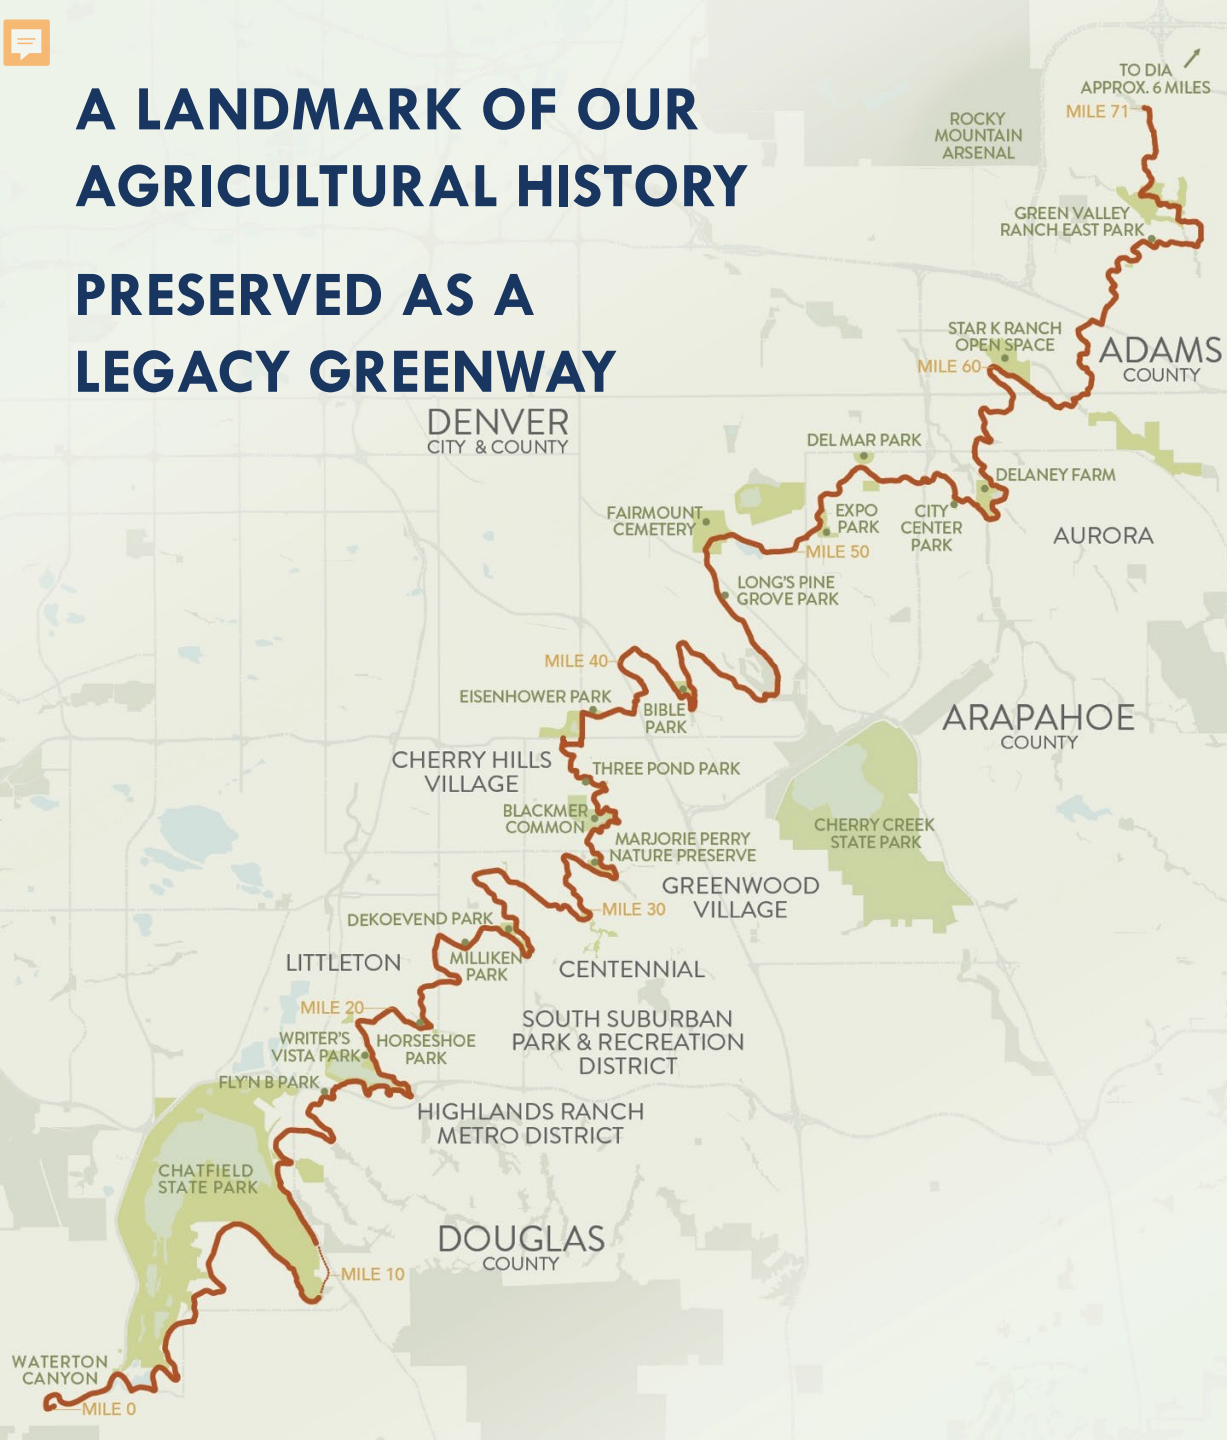 A LANDMARK OF OUR
AGRICULTURAL HISTORY
PRESERVED AS A
LEGACY GREENWAY
TO DIA
APPROX. 6 MILES
MILE 71
ROCKY
MOUNTAIN
ARSENAL
GREEN VALLEY
RANCH EAST PARK
STAR K RANCH
OPEN SPACE
MILE 60
ADAMS
COUNTY
DENVER
CITY & COUNTY
DEL MAR PARK
DELANEY FARM
FAIRMOUNT
CEMETERY
EXPO
PARK
CITY
CENTER
PARK
AURORA
MILE 50
LONG'S PINE
GROVE PARK
MILE 40
EISENHOWER PARK
BIBLE
PARK
ARAPAHOE
COUNTY
CHERRY HILLS
VILLAGE
THREE POND PARK
BLACKMER
COMMON
CHERRY CREEK
STATE PARK
MARJORIE PERRY
NATURE PRESERVE
GREENWOOD
VILLAGE
MILE 30
DEKOEVEND PARK
LITTLETON
MILLIKEN
PARK
CENTENNIAL
MILE 20
SOUTH SUBURBAN
PARK & RECREATION
DISTRICT
WRITER'S
VISTA PARK
HORSESHOE
PARK
FLY'N B PARK
HIGHLANDS RANCH
METRO DISTRICT
CHATFIELD
STATE PARK
DOUGLAS
COUNTY
MILE 10
WATERTON
CANYON
MILE 0